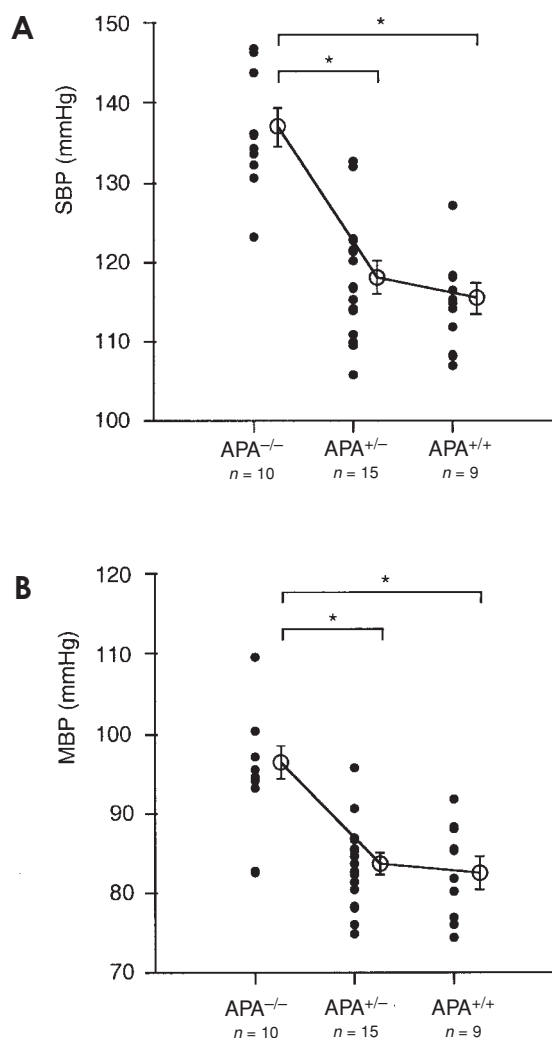 A
150
140
130
120
110
100
SBP (mmHg)
*
*
APA−/− APA+/− APA+/+
n = 10 n = 15 n = 9
B
120
110
100
90
80
70
MBP (mmHg)
*
*
APA−/− APA+/− APA+/+
n = 10 n = 15 n = 9